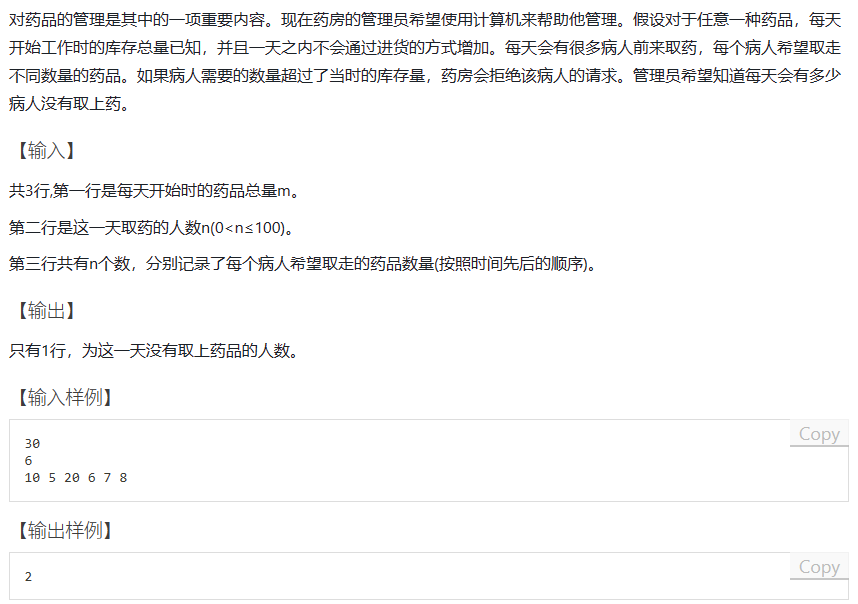 对药品的管理是其中的一项重要内容。现在药房的管理员希望使用计算机来帮助他管理。假设对于任意一种药品，每天
开始工作时的库存总量已知，并且一天之内不会通过进货的方式增加。每天会有很多病人前来取药，每个病人希望取走
不同数量的药品。如果病人需要的数量超过了当时的库存量，药房会拒绝该病人的请求。管理员希望知道每天会有多少
病人没有取上药。
【输入】
共3行,第一行是每天开始时的药品总量m。
第二行是这一天取药的人数n(0<n≤100)。
第三行共有n个数，分别记录了每个病人希望取走的药品数量(按照时间先后的顺序)。
【输出】
只有1行，为这一天没有取上药品的人数。
【输入样例】
Copy
30
6
10 5 20 6 7 8
【输出样例】
Copy
2